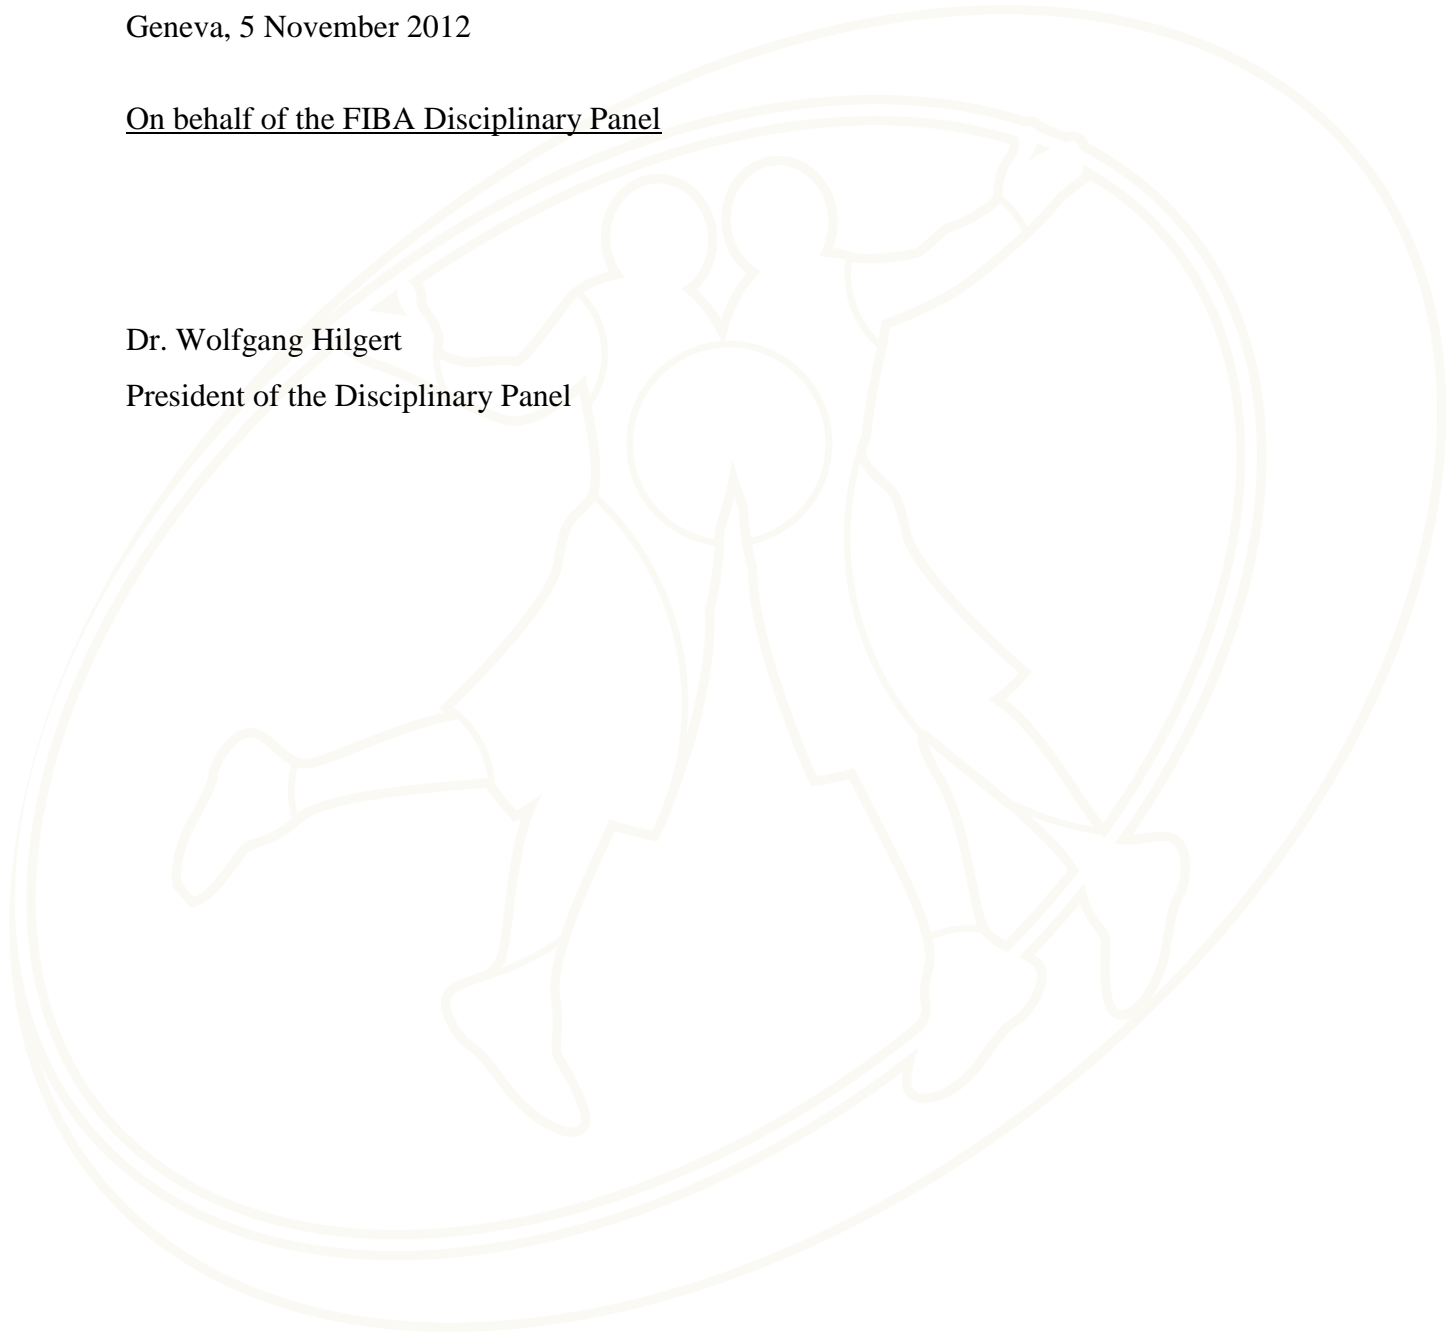 Geneva, 5 November 2012
On behalf of the FIBA Disciplinary Panel
Dr. Wolfgang Hilgert
President of the Disciplinary Panel